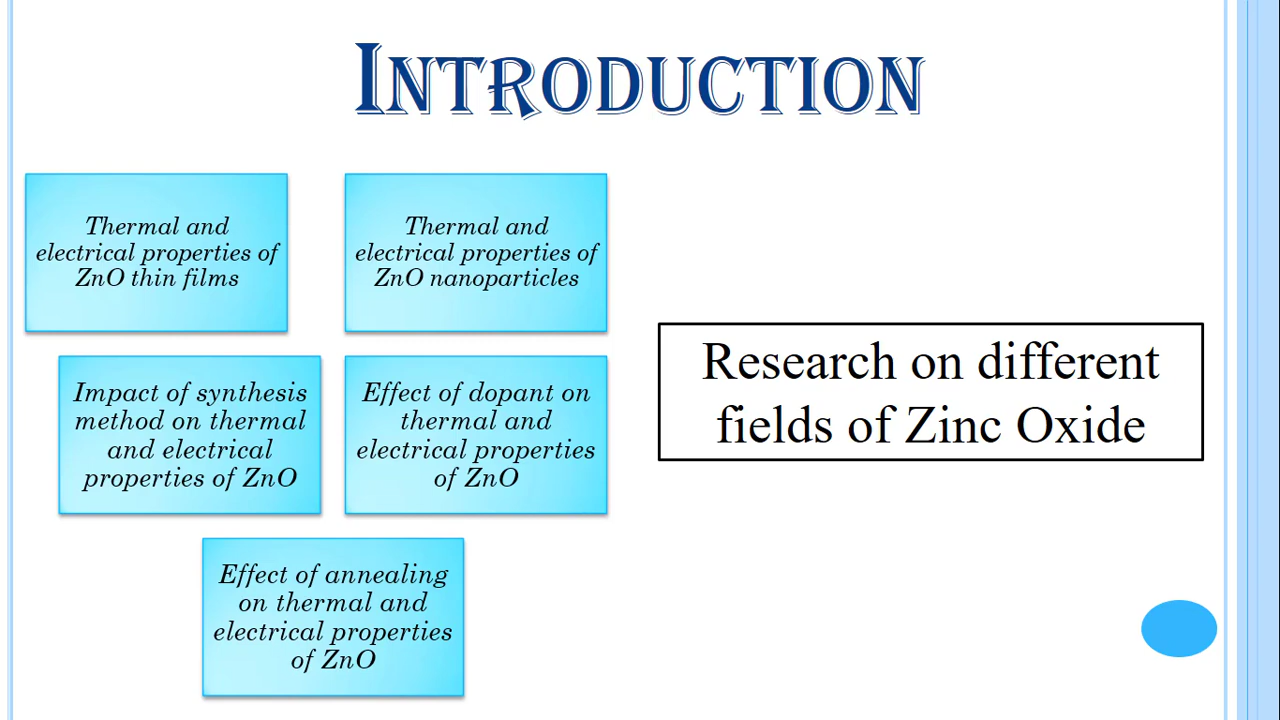 INTRODUCTION
Thermal and
electrical properties of
ZnO thin films
Thermal and
electrical properties of
ZnO nanoparticles
Impact of synthesis
method on thermal
and electrical
properties of ZnO
Effect of dopant on
thermal and
electrical properties
of ZnO
Effect of annealing
on thermal and
electrical properties
of ZnO
Research on different
fields of Zinc Oxide